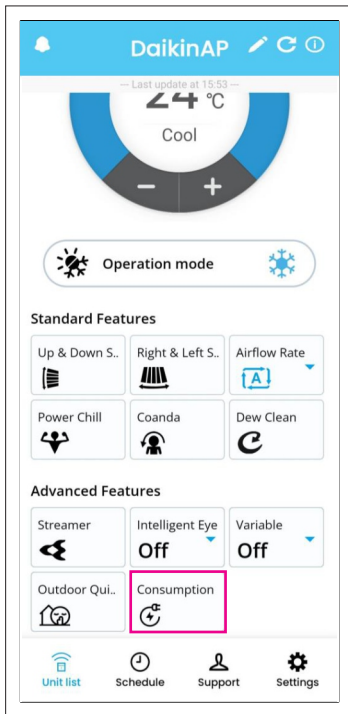 DaikinAP
— Last update at 15:53 —
24 °C
Cool
− +
Operation mode
Standard Features
Up & Down S.. Right & Left S.. Airflow Rate
A
Power Chill Coanda Dew Clean
Advanced Features
Streamer Intelligent Eye Variable
Off Off
Outdoor Qui.. Consumption
Unit list Schedule Support Settings